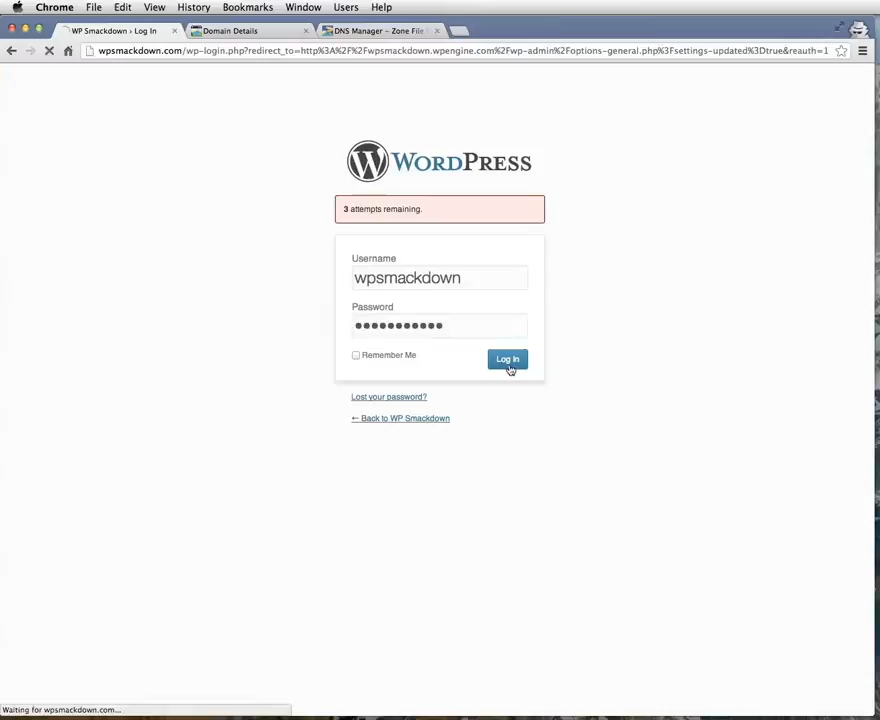 Chrome File Edit View History Bookmarks Window Users Help
WP Smackdown › Log In
Domain Details
DNS Manager – Zone File
wpsmackdown.com/wp-login.php?redirect_to=http%3A%2F%2Fwpsmackdown.wpengine.com%2Fwp-admin%2Foptions-general.php%3Fsettings-updated%3Dtrue&reauth=1
WORDPRESS
3 attempts remaining.
Username
wpsmackdown
Password
Remember Me
Log In
Lost your password?
← Back to WP Smackdown
Waiting for wpsmackdown.com...